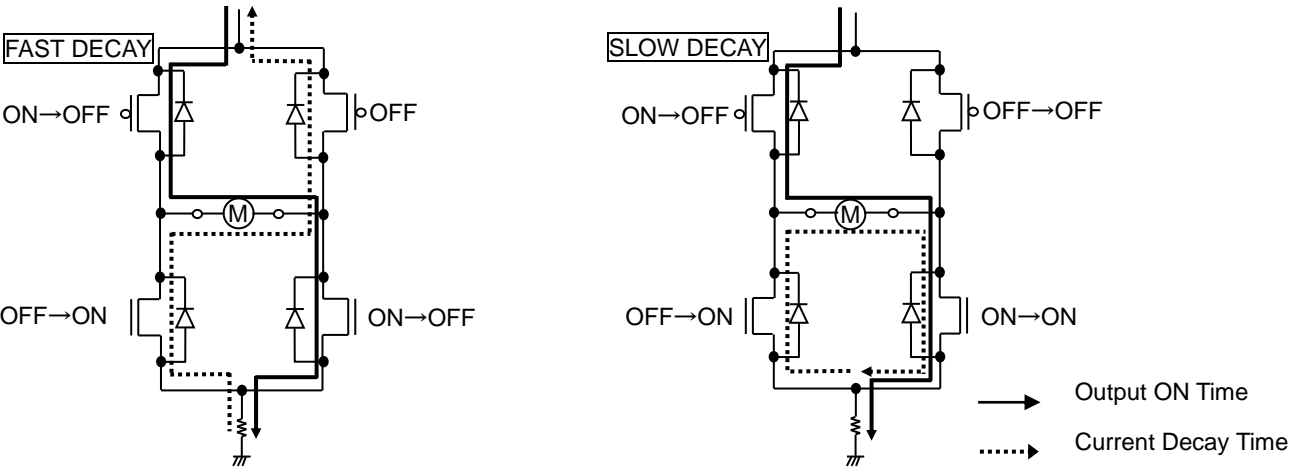 FAST DECAY
ON→OFF
OFF
M
OFF→ON
ON→OFF
SLOW DECAY
ON→OFF
OFF→OFF
M
OFF→ON
ON→ON
Output ON Time
Current Decay Time